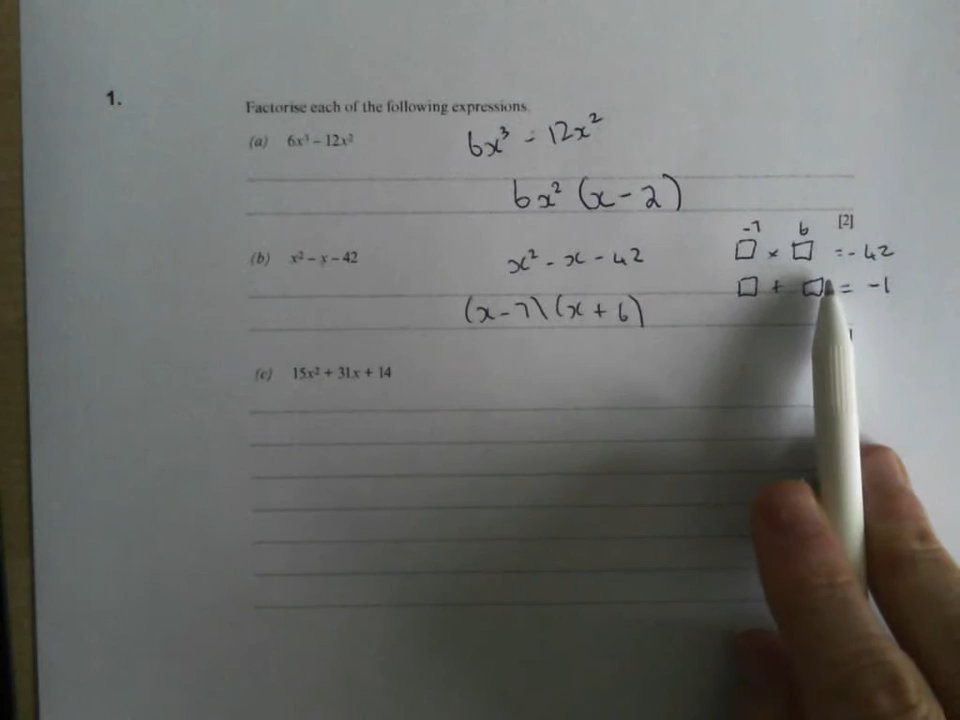 1.
Factorise each of the following expressions.
(a) 6x³ – 12x² 6x³ - 12x²
6x² (x - 2)
[2]
-7 6
(b) x² – x – 42 x² - x - 42 □ × □ = -42
□ + □ = -1
(x - 7)(x + 6)
(c) 15x² + 31x + 14